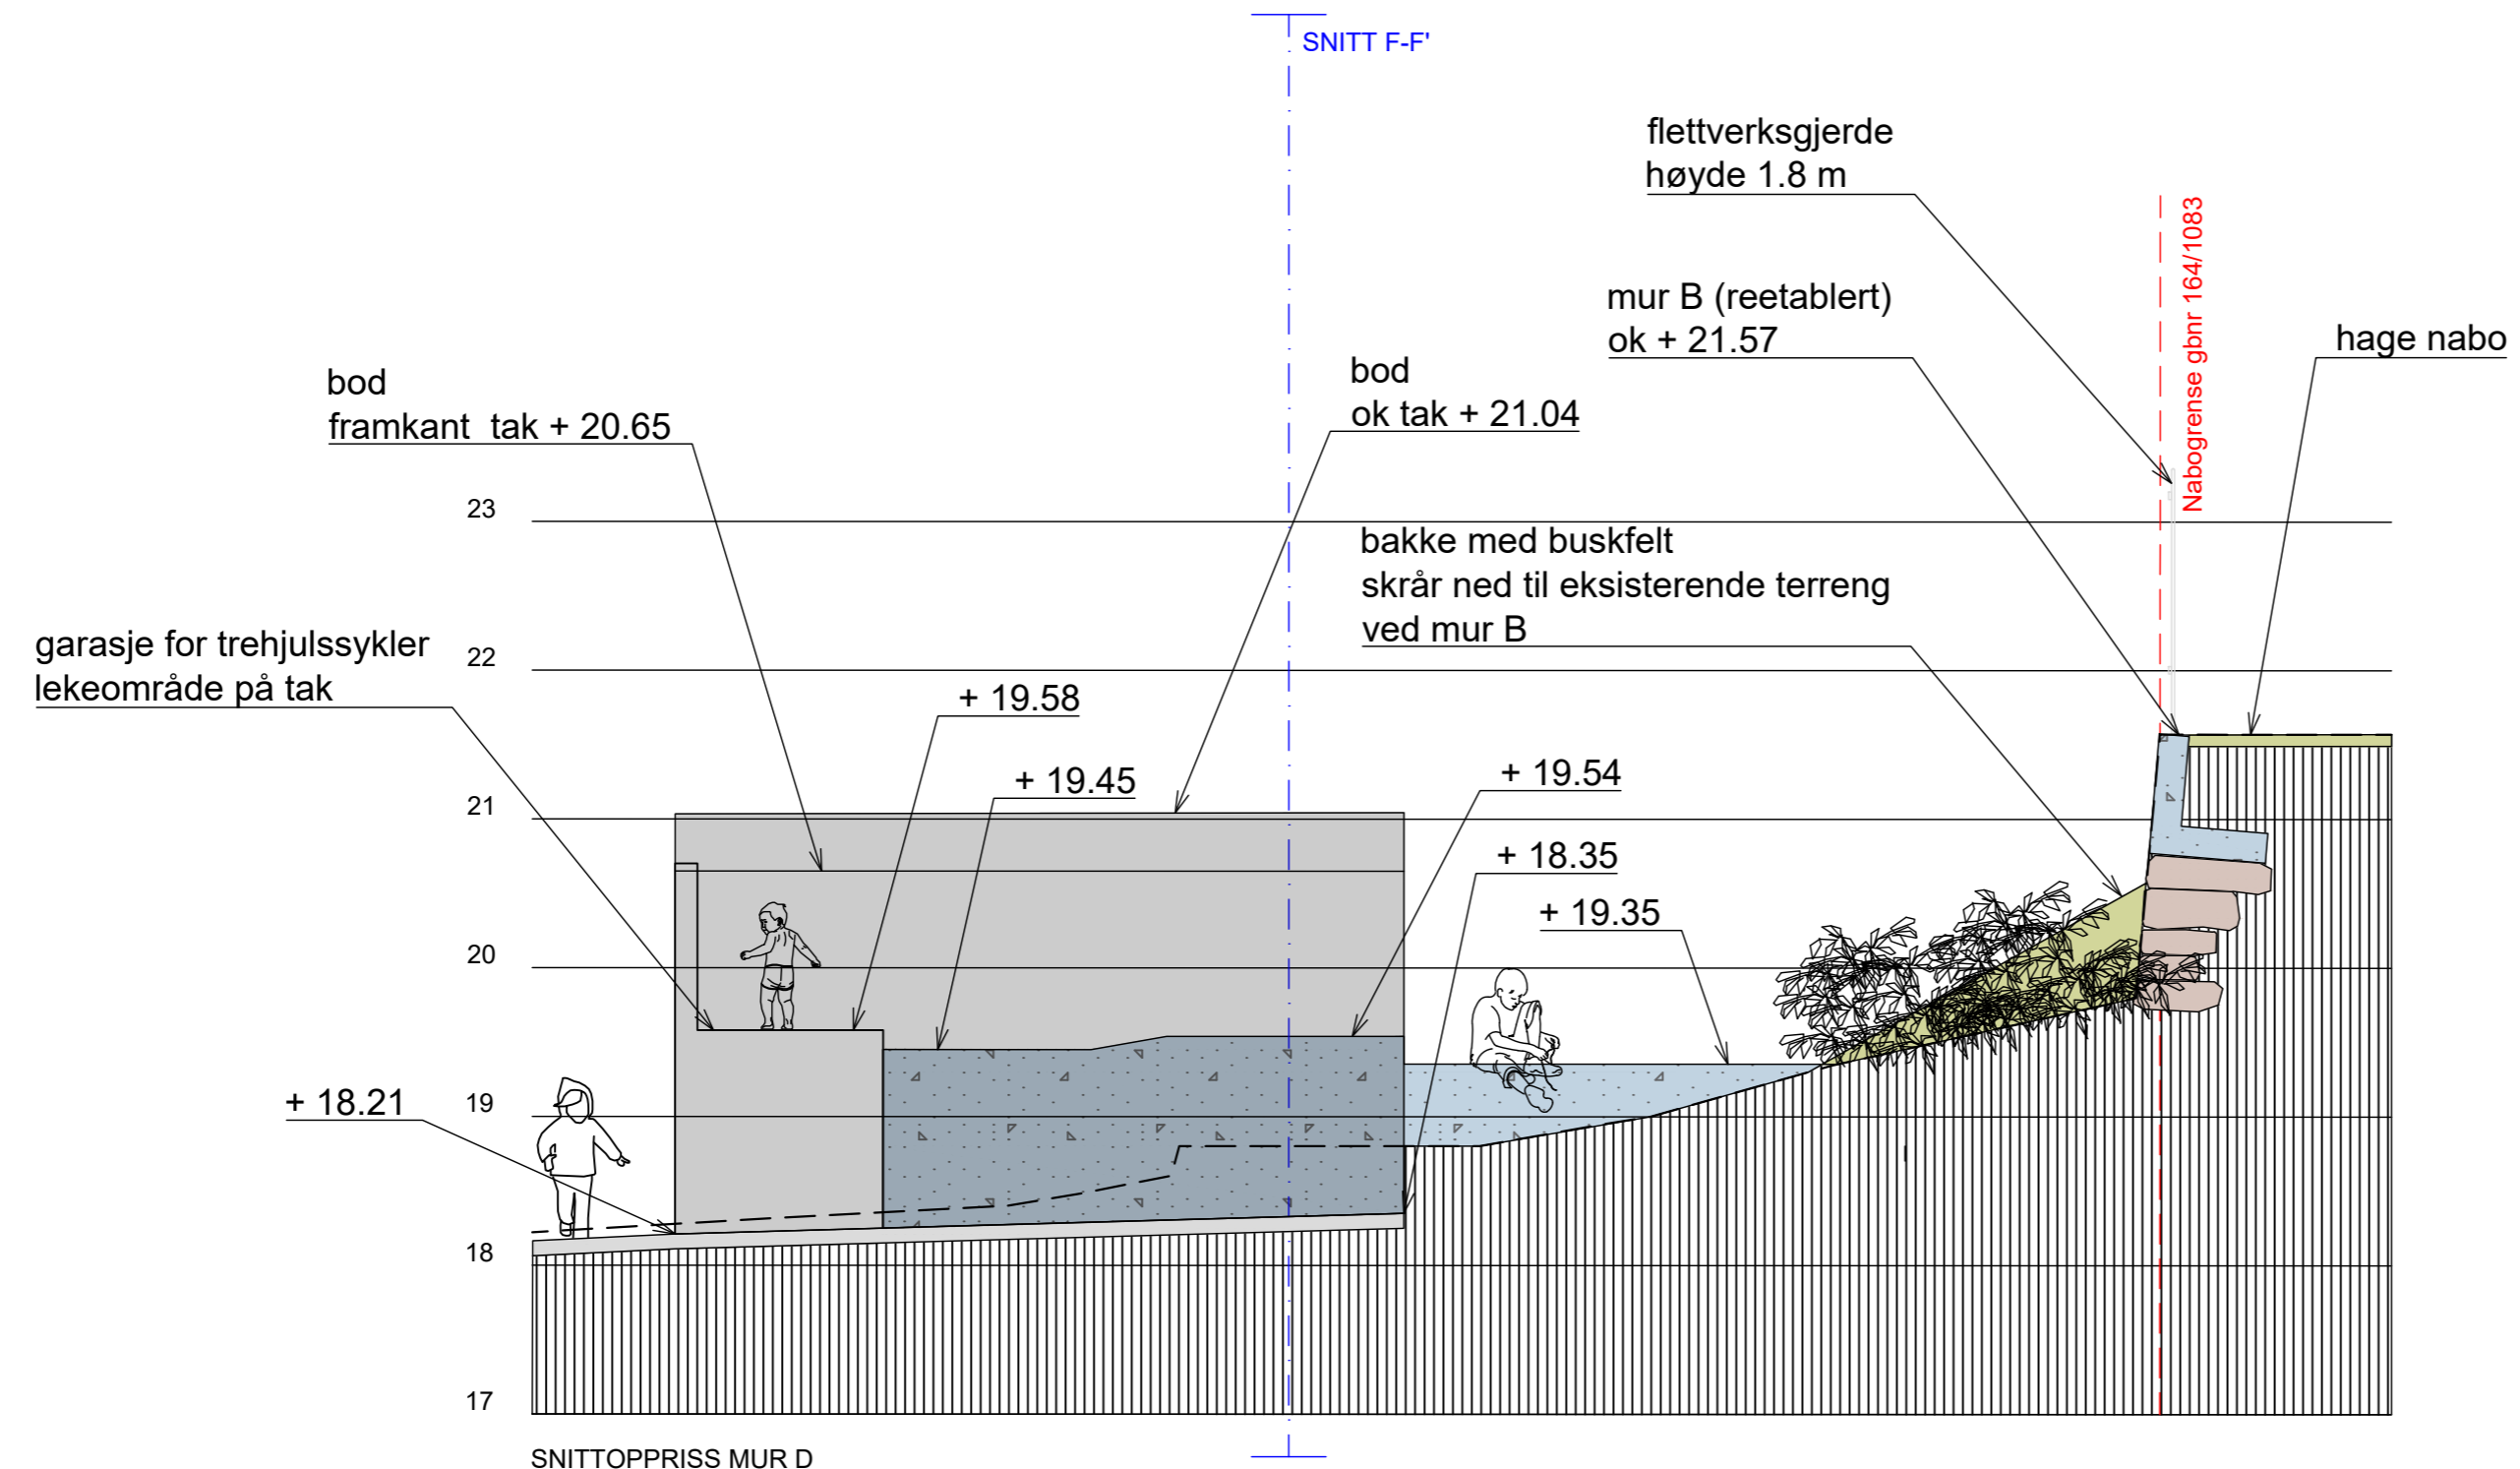 SNITT F-F'
flettverksgjerde
høyde 1.8 m
Nabogrense gbnr 164/1083
mur B (reetablert)
ok + 21.57
hage nabo
bod
ok tak + 21.04
bod
framkant  tak + 20.65
23
bakke med buskfelt
skrår ned til eksisterende terreng
ved mur B
garasje for trehjulssykler
lekeområde på tak
22
+ 19.58
+ 19.45
+ 19.54
21
+ 18.35
+ 19.35
20
+ 18.21
19
18
17
SNITTOPPRISS MUR D